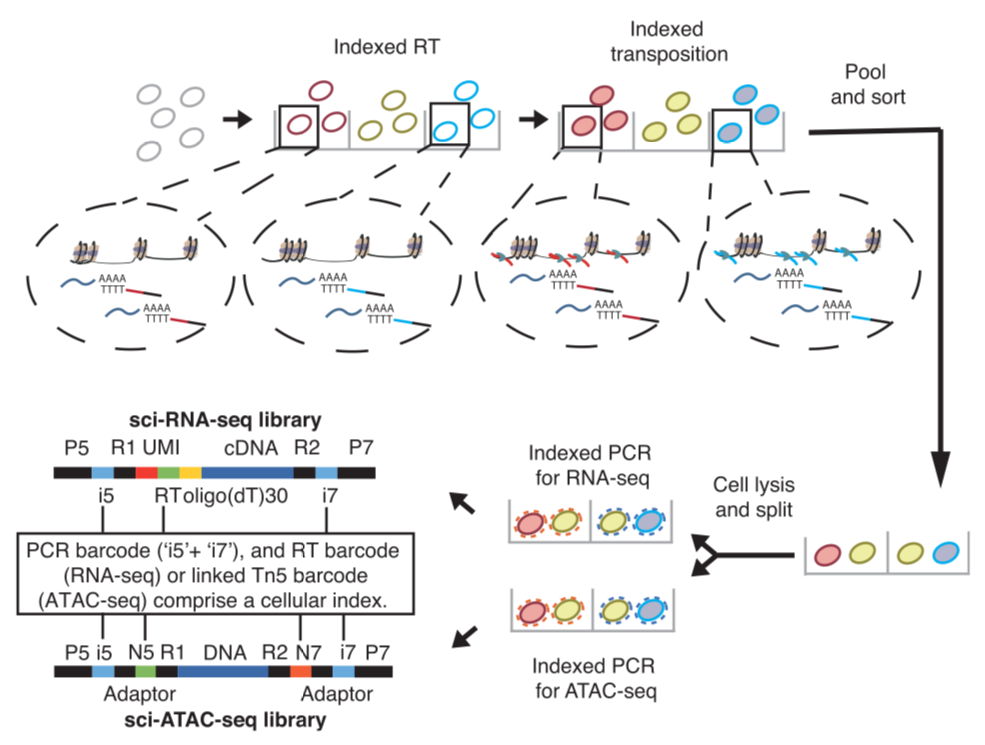 Indexed RT
Indexed
transposition
Pool
and sort
AAAA
TTTT
AAAA
TTTT
AAAA
TTTT
AAAA
TTTT
AAAA
TTTT
AAAA
TTTT
AAAA
TTTT
AAAA
TTTT
sci-RNA-seq library
P5 R1 UMI cDNA R2 P7
i5 RToligo(dT)30 i7
PCR barcode (‘i5’+ ‘i7’), and RT barcode
(RNA-seq) or linked Tn5 barcode
(ATAC-seq) comprise a cellular index.
P5 i5 N5 R1 DNA R2 N7 i7 P7
Adaptor Adaptor
sci-ATAC-seq library
Indexed PCR
for RNA-seq
Cell lysis
and split
Indexed PCR
for ATAC-seq